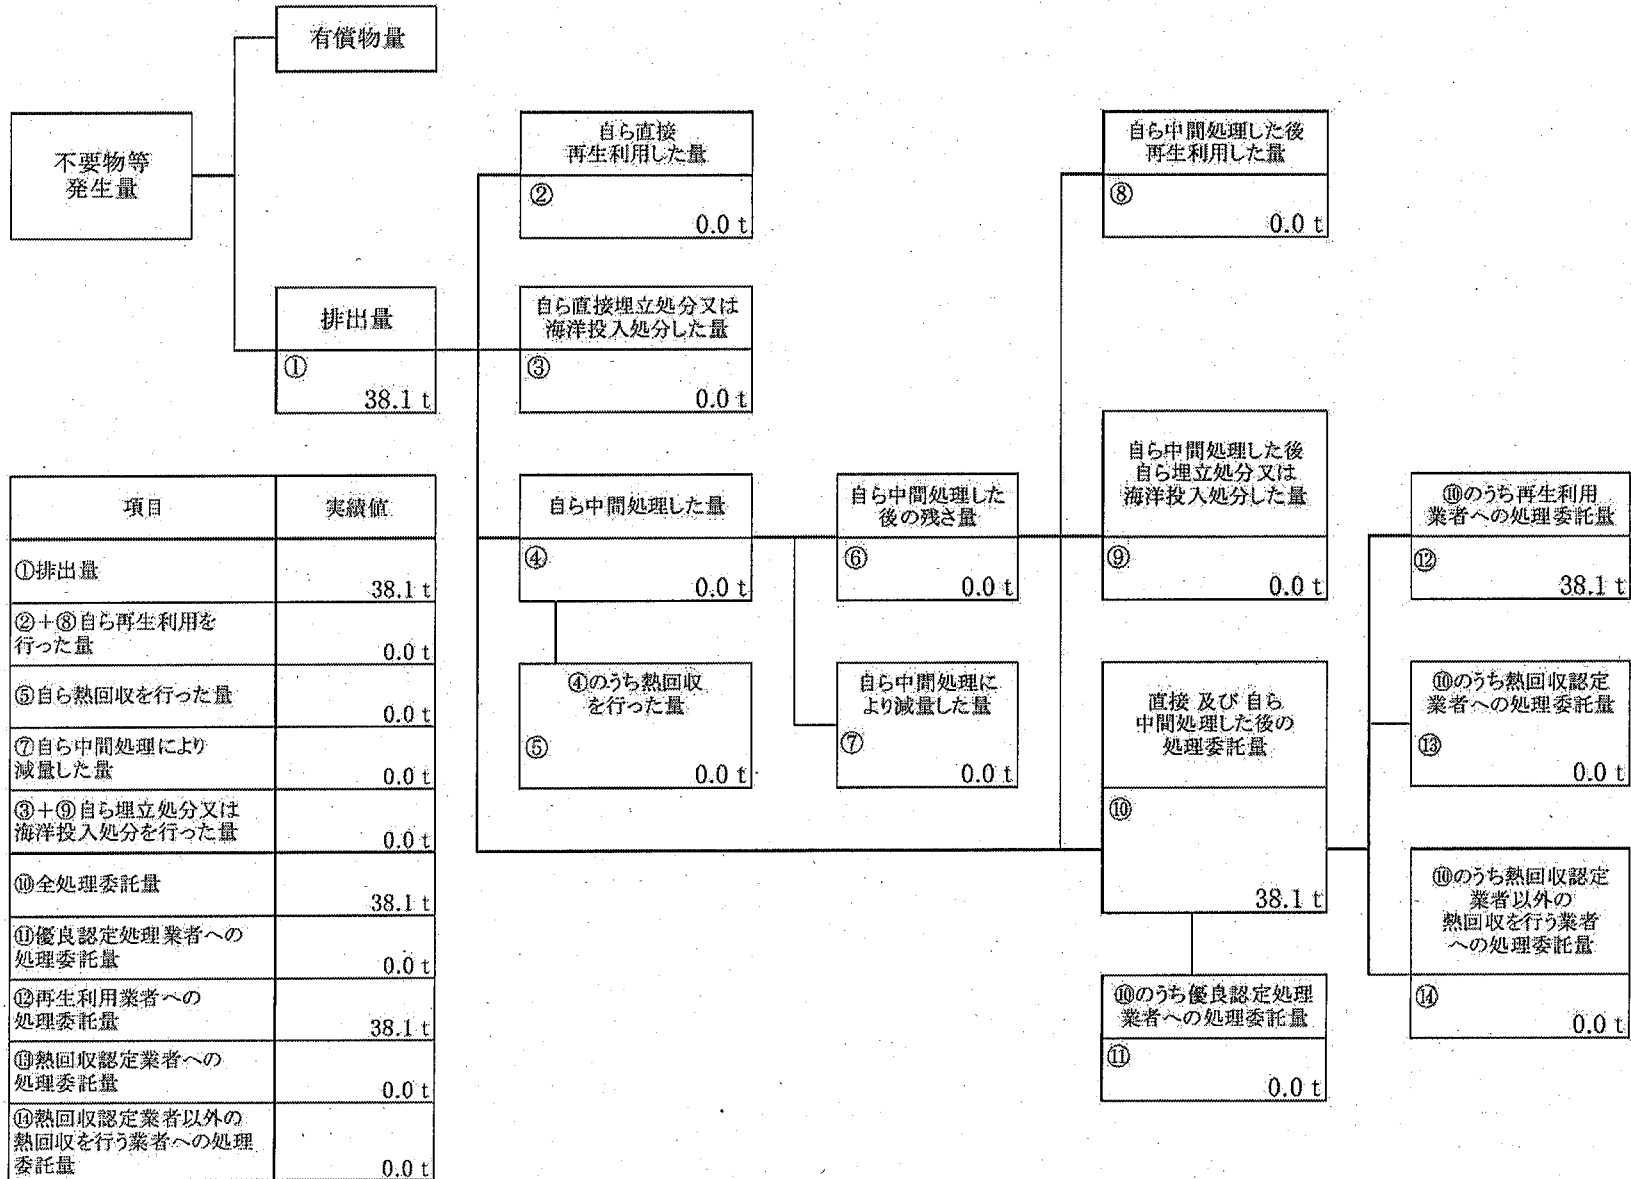 有償物量
不要物等
発生量
排出量
①
38.1 t
自ら直接
再生利用した量
②
0.0 t
自ら直接埋立処分又は
海洋投入処分した量
③
0.0 t
自ら中間処理した量
④
0.0 t
④のうち熱回収
を行った量
⑤
0.0 t
自ら中間処理した
後の残さ量
⑥
0.0 t
自ら中間処理に
より減量した量
⑦
0.0 t
自ら中間処理した後
再生利用した量
⑧
0.0 t
自ら中間処理した後
自ら埋立処分又は
海洋投入処分した量
⑨
0.0 t
直接 及び 自ら
中間処理した後の
処理委託量
⑩
38.1 t
⑩のうち優良認定処理
業者への処理委託量
⑪
0.0 t
⑩のうち再生利用
業者への処理委託量
⑫
38.1 t
⑩のうち熱回収認定
業者への処理委託量
⑬
0.0 t
⑩のうち熱回収認定
業者以外の
熱回収を行う業者
への処理委託量
⑭
0.0 t
項目 実績値
①排出量
38.1 t
②＋⑧自ら再生利用を
行った量
0.0 t
⑤自ら熱回収を行った量
0.0 t
⑦自ら中間処理により
減量した量
0.0 t
③＋⑨自ら埋立処分又は
海洋投入処分を行った量
0.0 t
⑩全処理委託量
38.1 t
⑪優良認定処理業者への
処理委託量
0.0 t
⑫再生利用業者への
処理委託量
38.1 t
⑬熱回収認定業者への
処理委託量
0.0 t
⑭熱回収認定業者以外の
熱回収を行う業者への処理
委託量
0.0 t